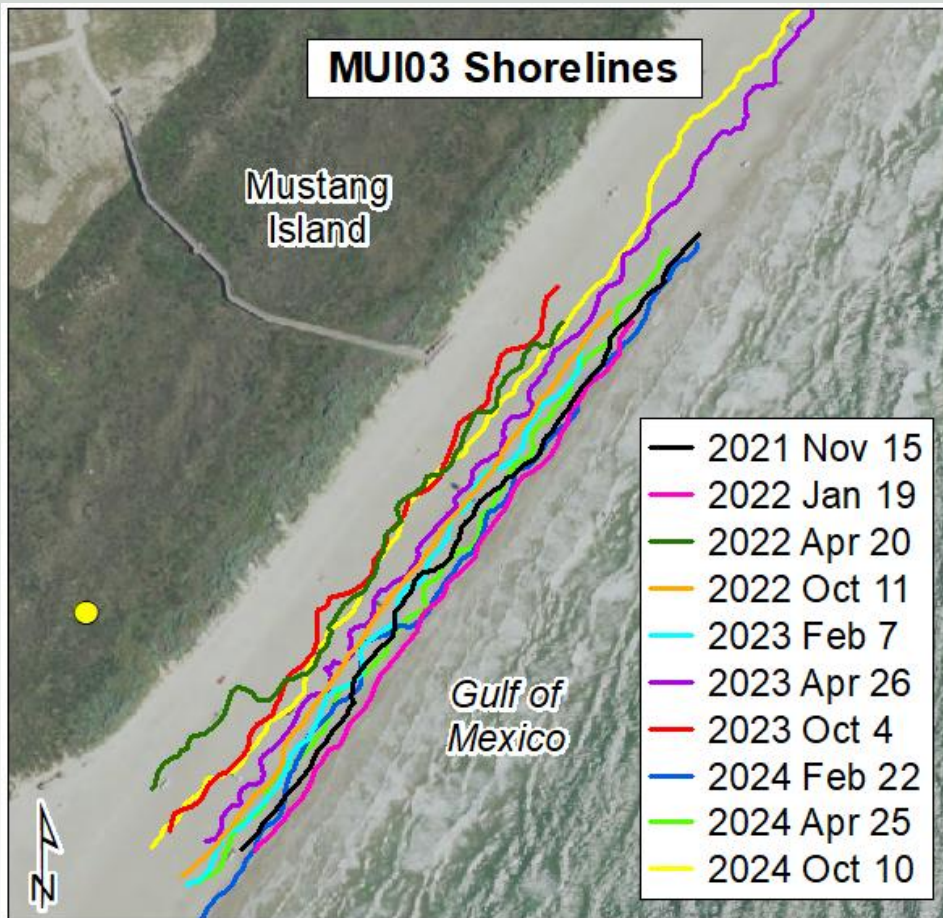 MUI03 Shorelines
Mustang
Island
2021 Nov 15
2022 Jan 19
2022 Apr 20
2022 Oct 11
2023 Feb 7
2023 Apr 26
2023 Oct 4
2024 Feb 22
2024 Apr 25
2024 Oct 10
Gulf of
Mexico
N